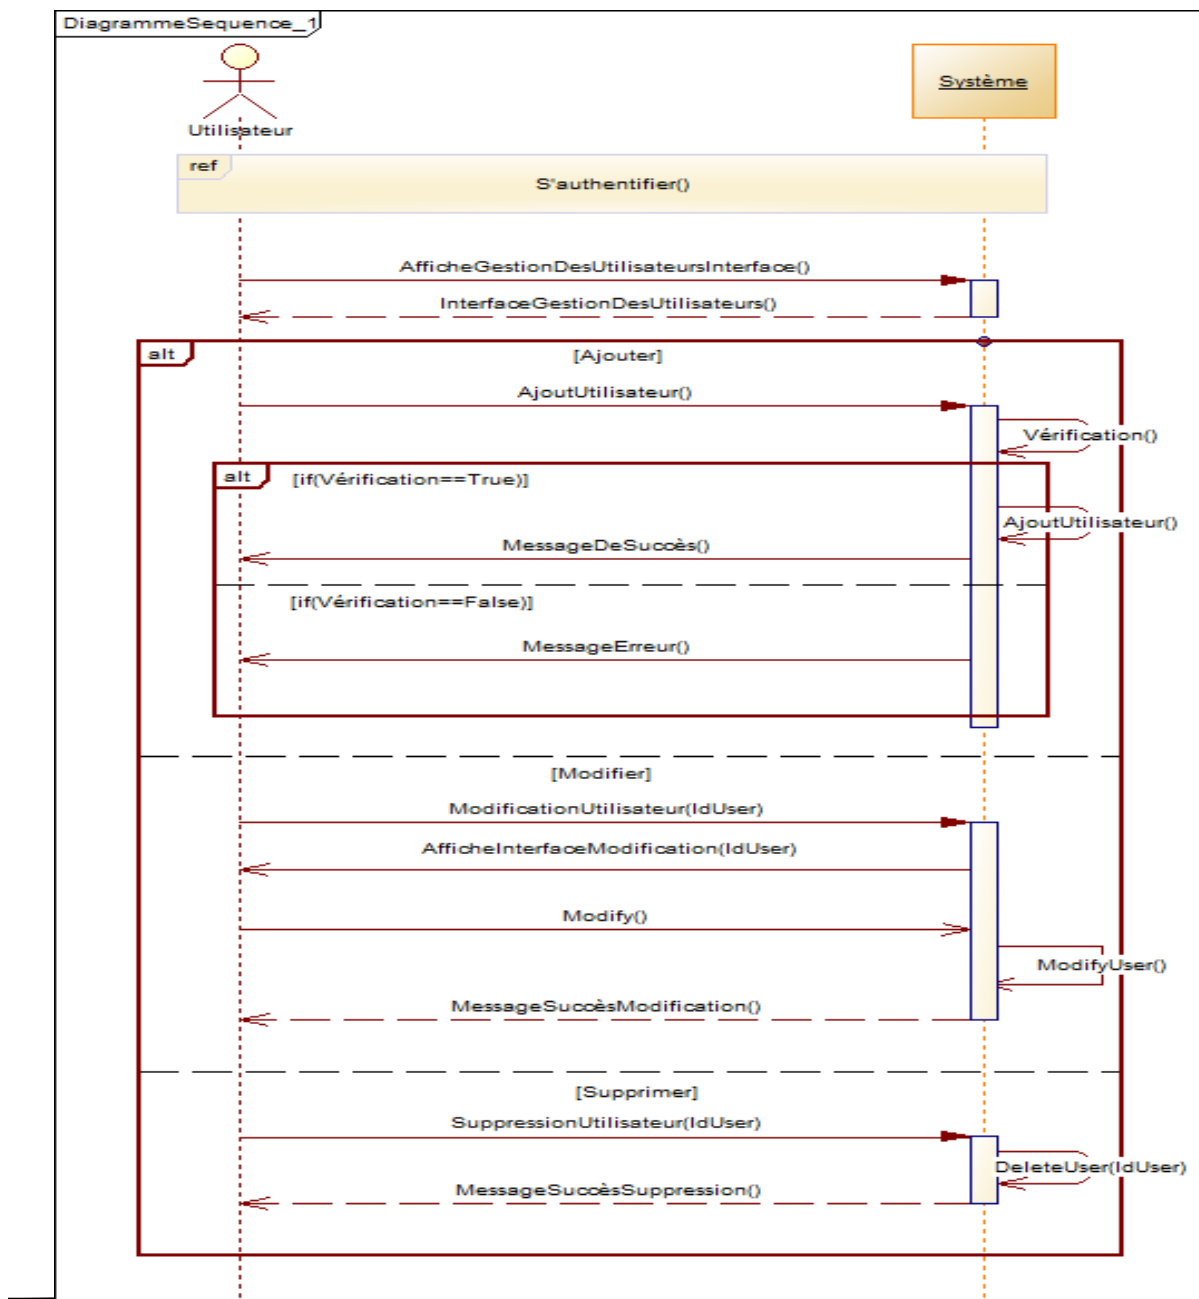 DiagrammeSequence_1
Système
Utilisateur
ref
S'authentifier()
AfficheGestionDesUtilisateursInterface()
InterfaceGestionDesUtilisateurs()
alt
[Ajouter]
AjoutUtilisateur()
Vérification()
alt
[if(Vérification==True)]
AjoutUtilisateur()
MessageDeSuccès()
[if(Vérification==False)]
MessageErreur()
[Modifier]
ModificationUtilisateur(IdUser)
AfficheInterfaceModification(IdUser)
Modify()
ModifyUser()
MessageSuccèsModification()
[Supprimer]
SuppressionUtilisateur(IdUser)
DeleteUser(IdUser)
MessageSuccèsSuppression()